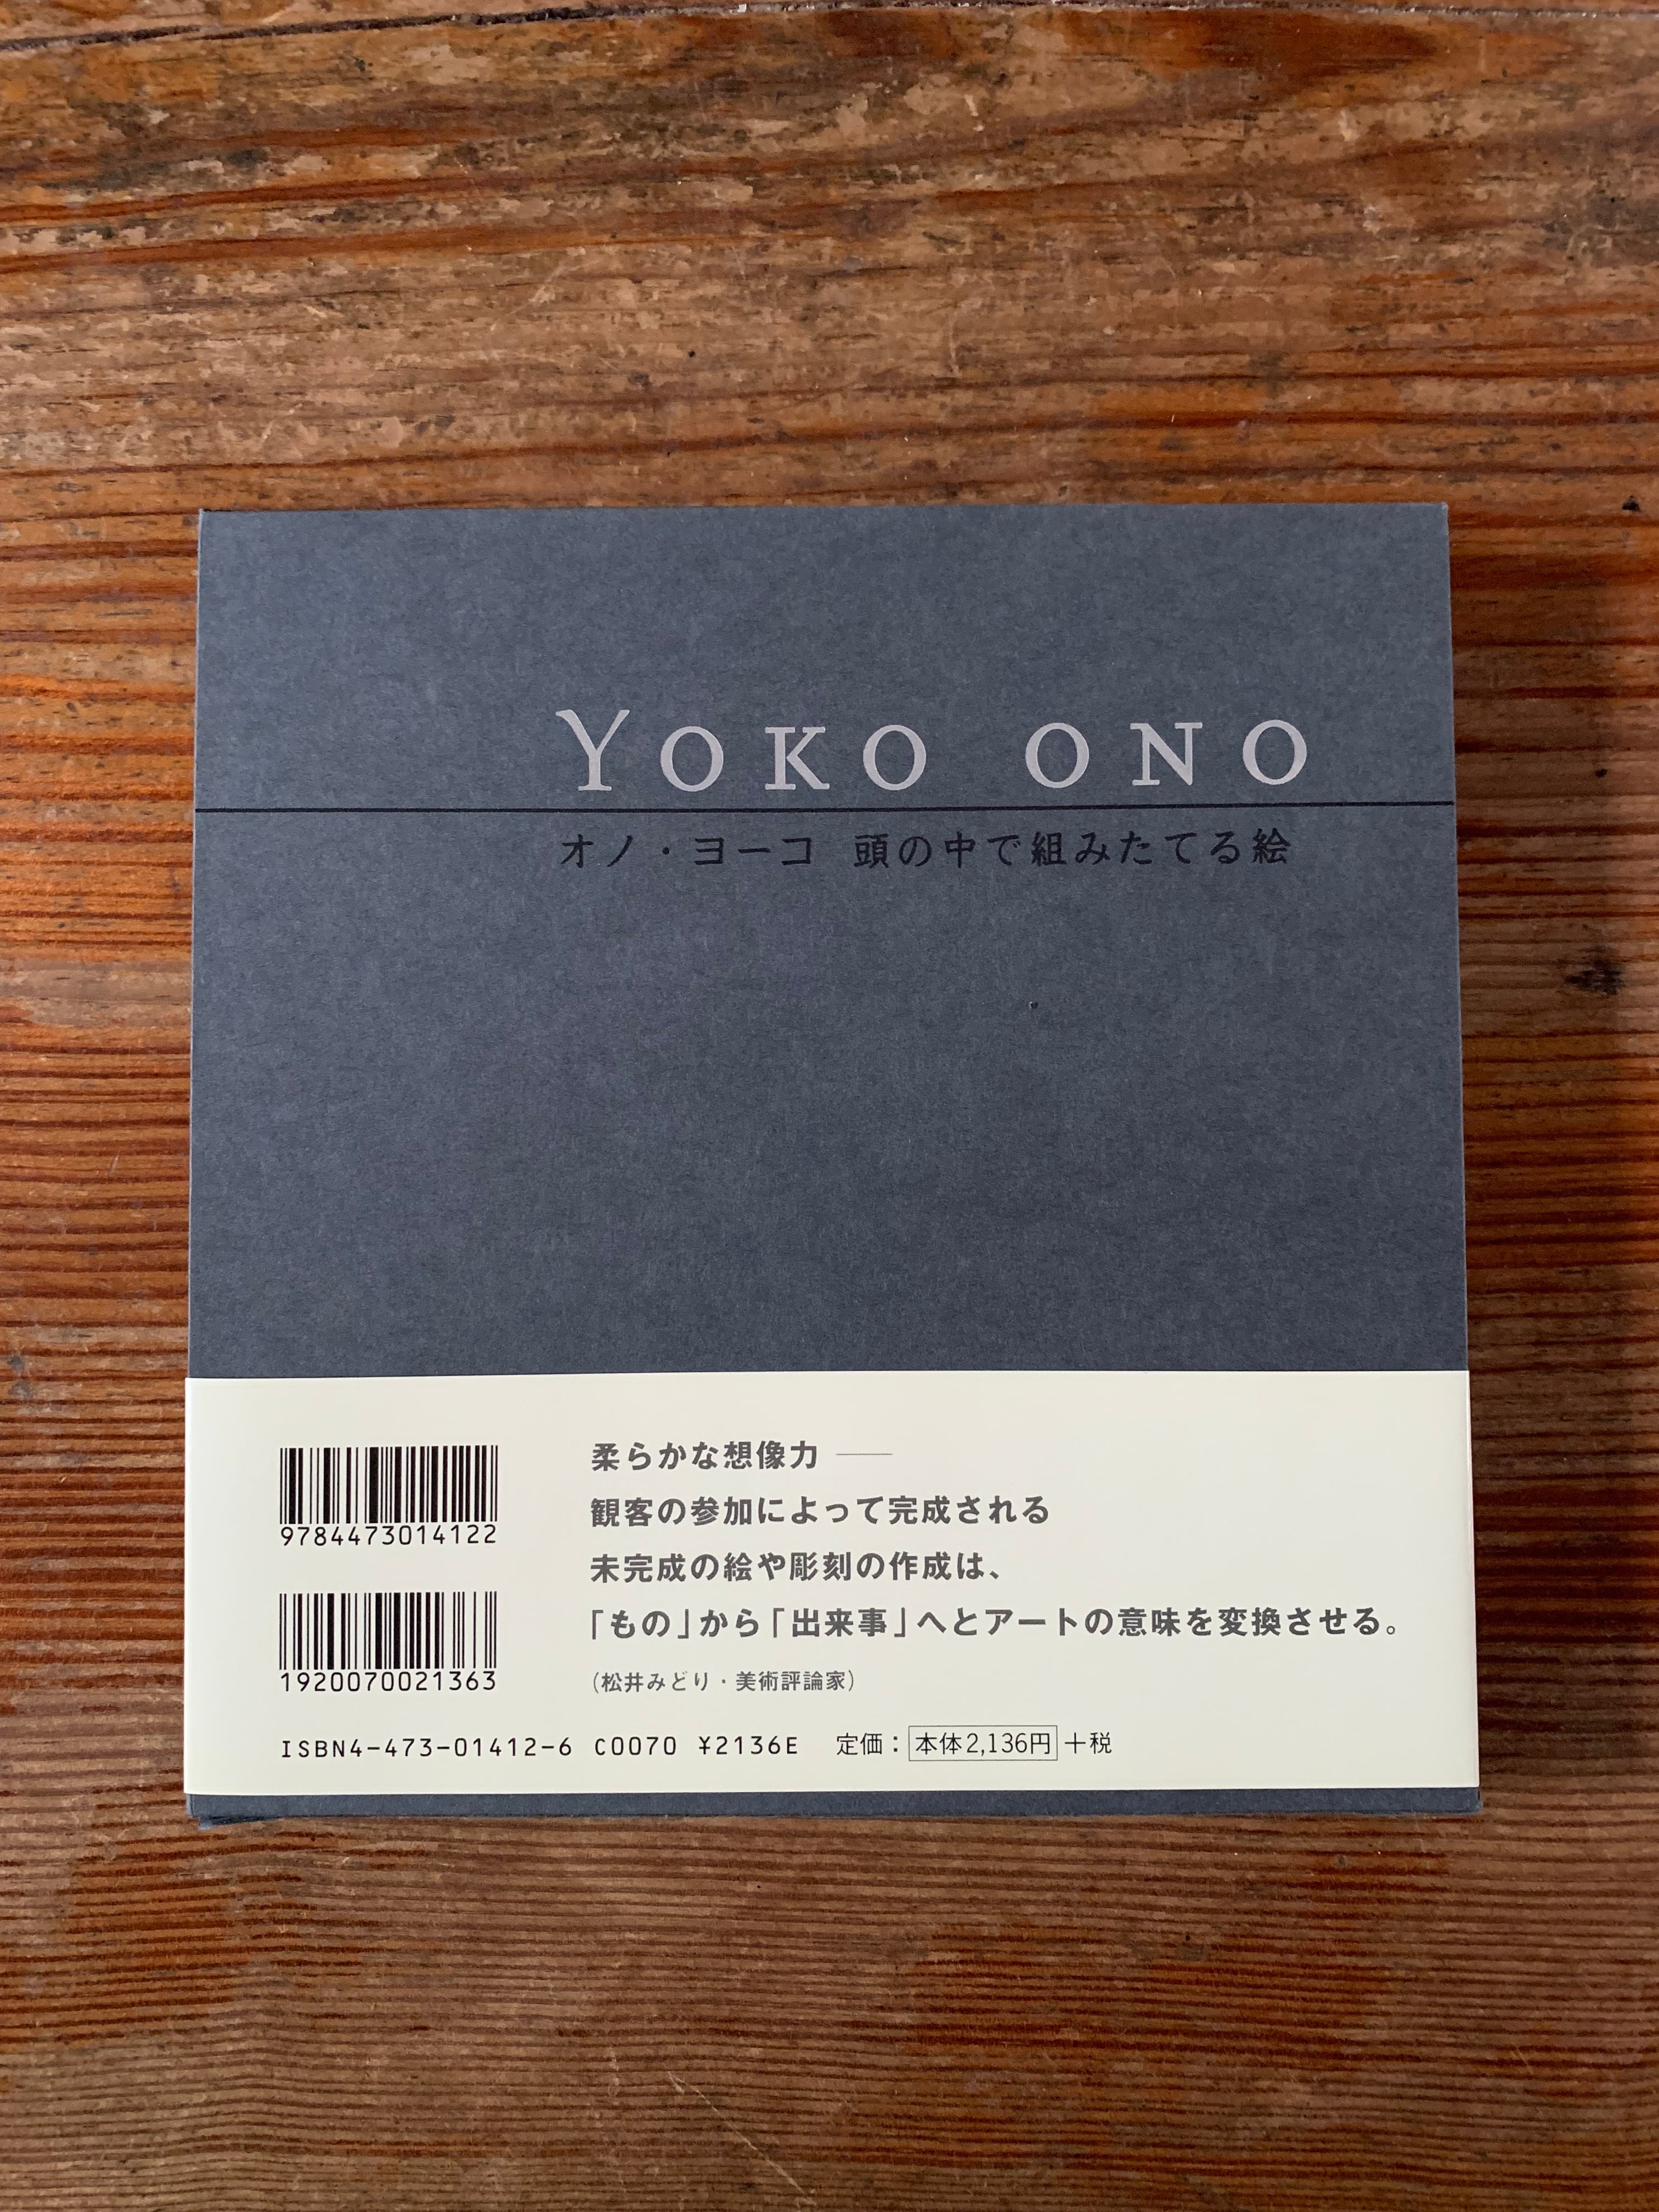 YOKO ONO
オノ・ヨーコ 頭の中で組みたてる絵
柔らかな想像力 ――
観客の参加によって完成される
未完成の絵や彫刻の作成は、
「もの」から「出来事」へとアートの意味を変換させる。
(松井みどり・美術評論家)
9784473014122
1920070021363
ISBN4-473-01412-6 C0070 ¥2136E 定価:本体2,136円+税